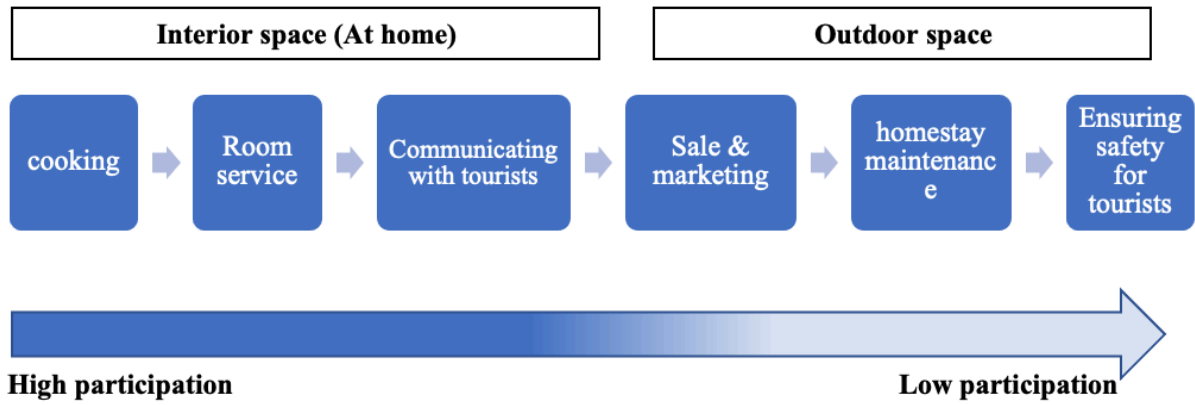 Interior space (At home)
Outdoor space
cooking
Room
service
Communicating
with tourists
Sale &
marketing
homestay
maintenanc
e
Ensuring
safety
for
tourists
High participation
Low participation